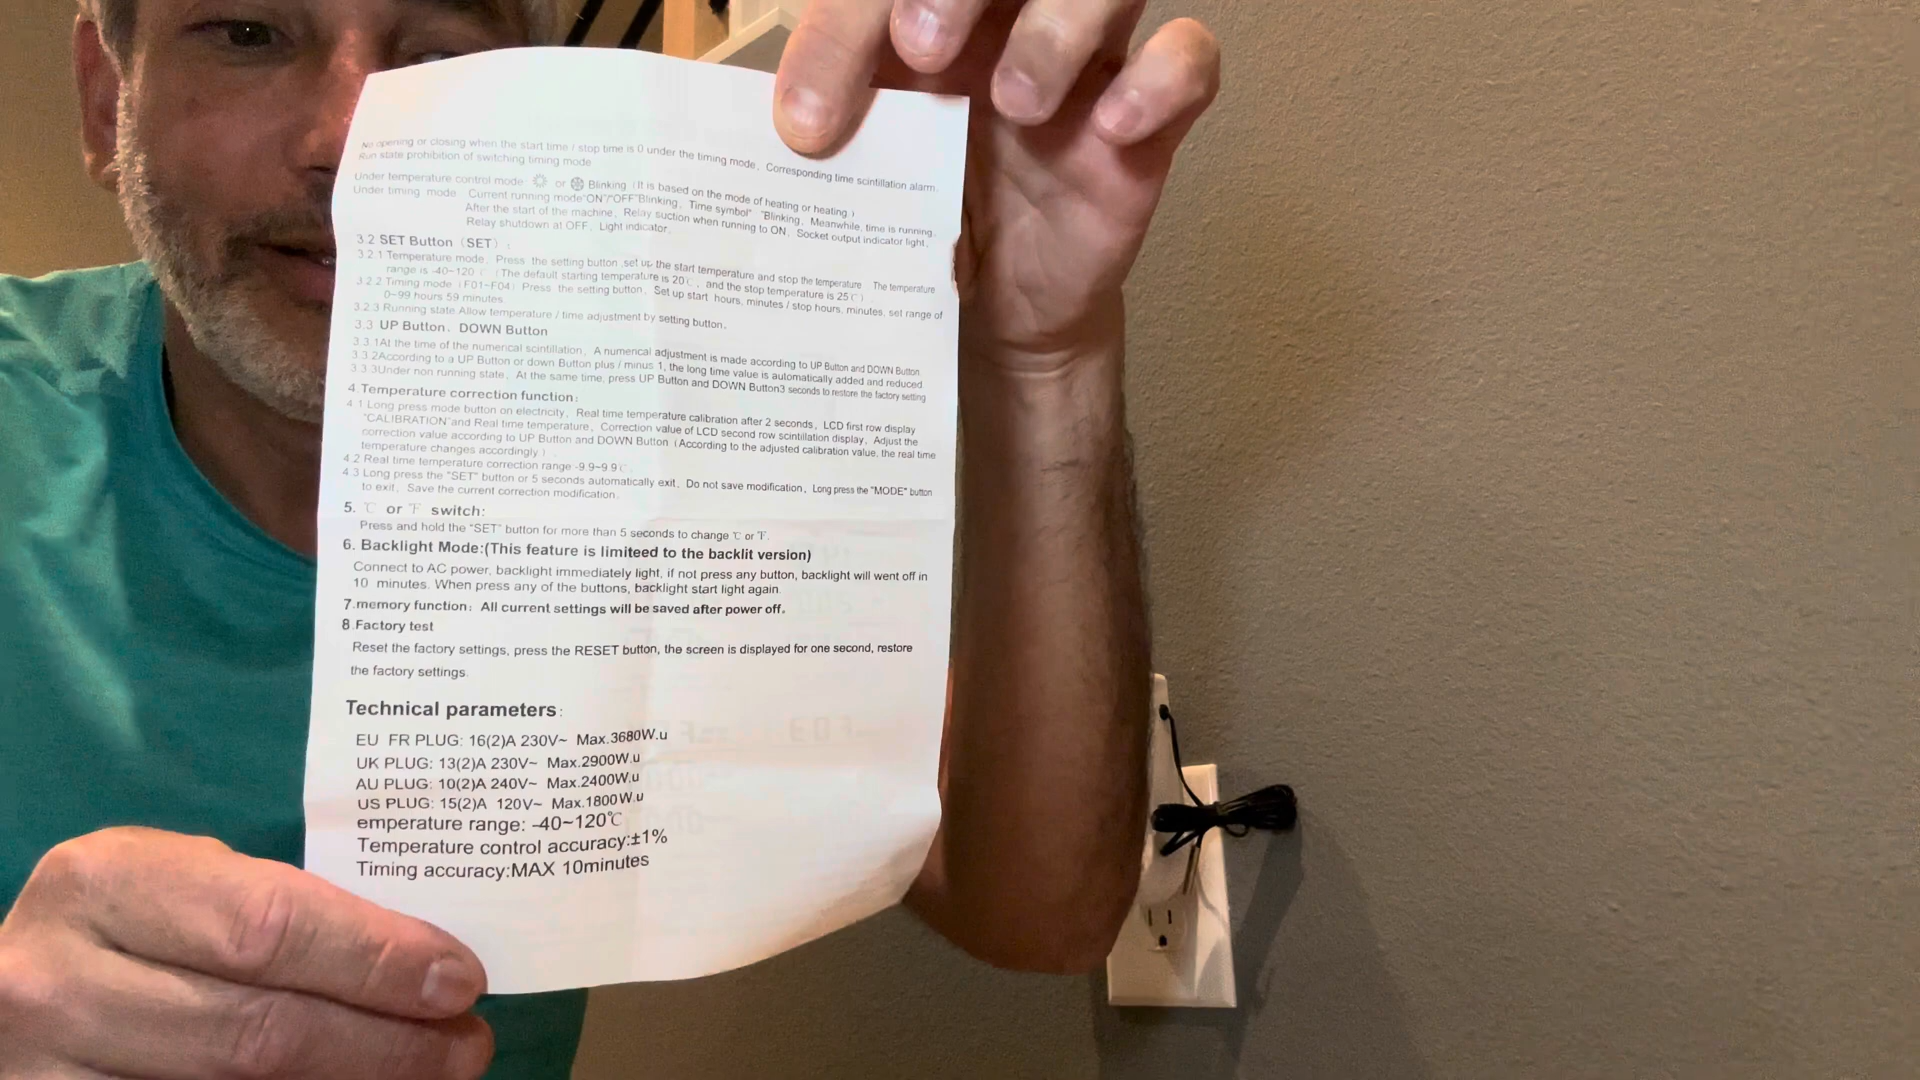 No opening or closing when the start time / stop time is 0 under the timing mode. Corresponding time scintillation alarm.
Run state prohibition of switching timing mode
Under temperature control mode or Blinking (It is based on the mode of heating or heating )
Under timing mode Current running mode"ON"/"OFF"Blinking, Time symbol" "Blinking, Meanwhile, time is running.
After the start of the machine, Relay suction when running to ON, Socket output indicator light,
Relay shutdown at OFF, Light indicator.
3.2 SET Button (SET) :
3.2.1 Temperature mode, Press the setting button ,set up the start temperature and stop the temperature The temperature
range is -40~120℃ (The default starting temperature is 20℃, and the stop temperature is 25℃)
3.2.2 Timing mode (F01~F04) Press the setting button, Set up start hours, minutes / stop hours, minutes, set range of
0~99 hours 59 minutes
3.2.3 Running state Allow temperature / time adjustment by setting button.
3.3 UP Button、DOWN Button
3.3.1At the time of the numerical scintillation, A numencal adjustment is made according to UP Button and DOWN Button.
3.3.2According to a UP Button or down Button plus / minus 1, the long time value is automatically added and reduced.
3.3.3Under non running state, At the same time, press UP Button and DOWN Button3 seconds to restore the factory setting
4.Temperature correction function:
4.1 Long press mode button on electricity, Real time temperature calibration after 2 seconds, LCD first row display
"CALIBRATION"and Real time temperature, Correction value of LCD second row scintillation display, Adjust the
correction value according to UP Button and DOWN Button (According to the adjusted calibration value, the real time
temperature changes accordingly )
4.2 Real time temperature correction range -9.9~9.9℃.
4.3 Long press the "SET" button or 5 seconds automatically exit, Do not save modification, Long press the "MODE" button
to exit, Save the current correction modification.
5. ℃ or ℉ switch:
Press and hold the "SET" button for more than 5 seconds to change ℃ or ℉.
6. Backlight Mode:(This feature is limiteed to the backlit version)
Connect to AC power, backlight immediately light, if not press any button, backlight will went off in
10 minutes. When press any of the buttons, backlight start light again.
7.memory function: All current settings will be saved after power off.
8.Factory test
Reset the factory settings, press the RESET button, the screen is displayed for one second, restore
the factory settings.
Technical parameters:
EU FR PLUG: 16(2)A 230V~ Max.3680W.u
UK PLUG: 13(2)A 230V~ Max.2900W.u
AU PLUG: 10(2)A 240V~ Max.2400W.u
US PLUG: 15(2)A 120V~ Max.1800W.u
emperature range: -40~120℃
Temperature control accuracy:±1%
Timing accuracy:MAX 10minutes